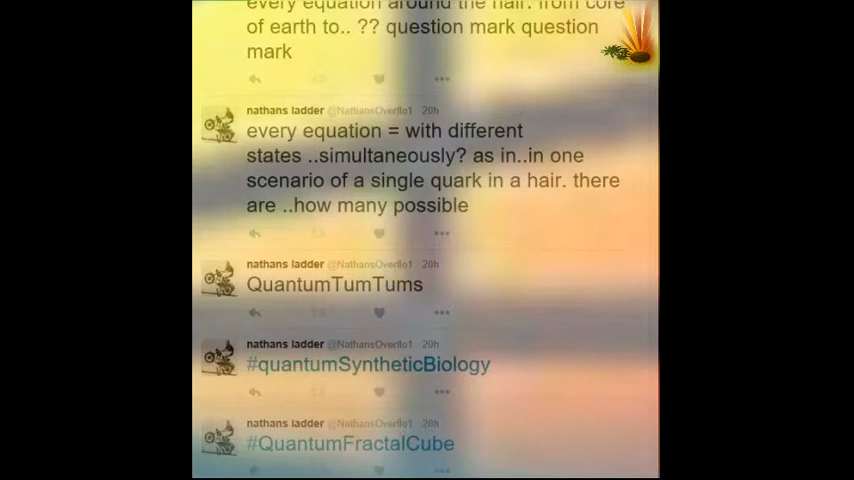 every equation around the hair. from core
of earth to.. ?? question mark question
mark
nathans ladder @NathansOverflo1 20h
every equation = with different
states ..simultaneously? as in..in one
scenario of a single quark in a hair. there
are ..how many possible
nathans ladder @NathansOverflo1 20h
QuantumTumTums
nathans ladder @NathansOverflo1 20h
#quantumSyntheticBiology
nathans ladder @NathansOverflo1 20h
#QuantumFractalCube